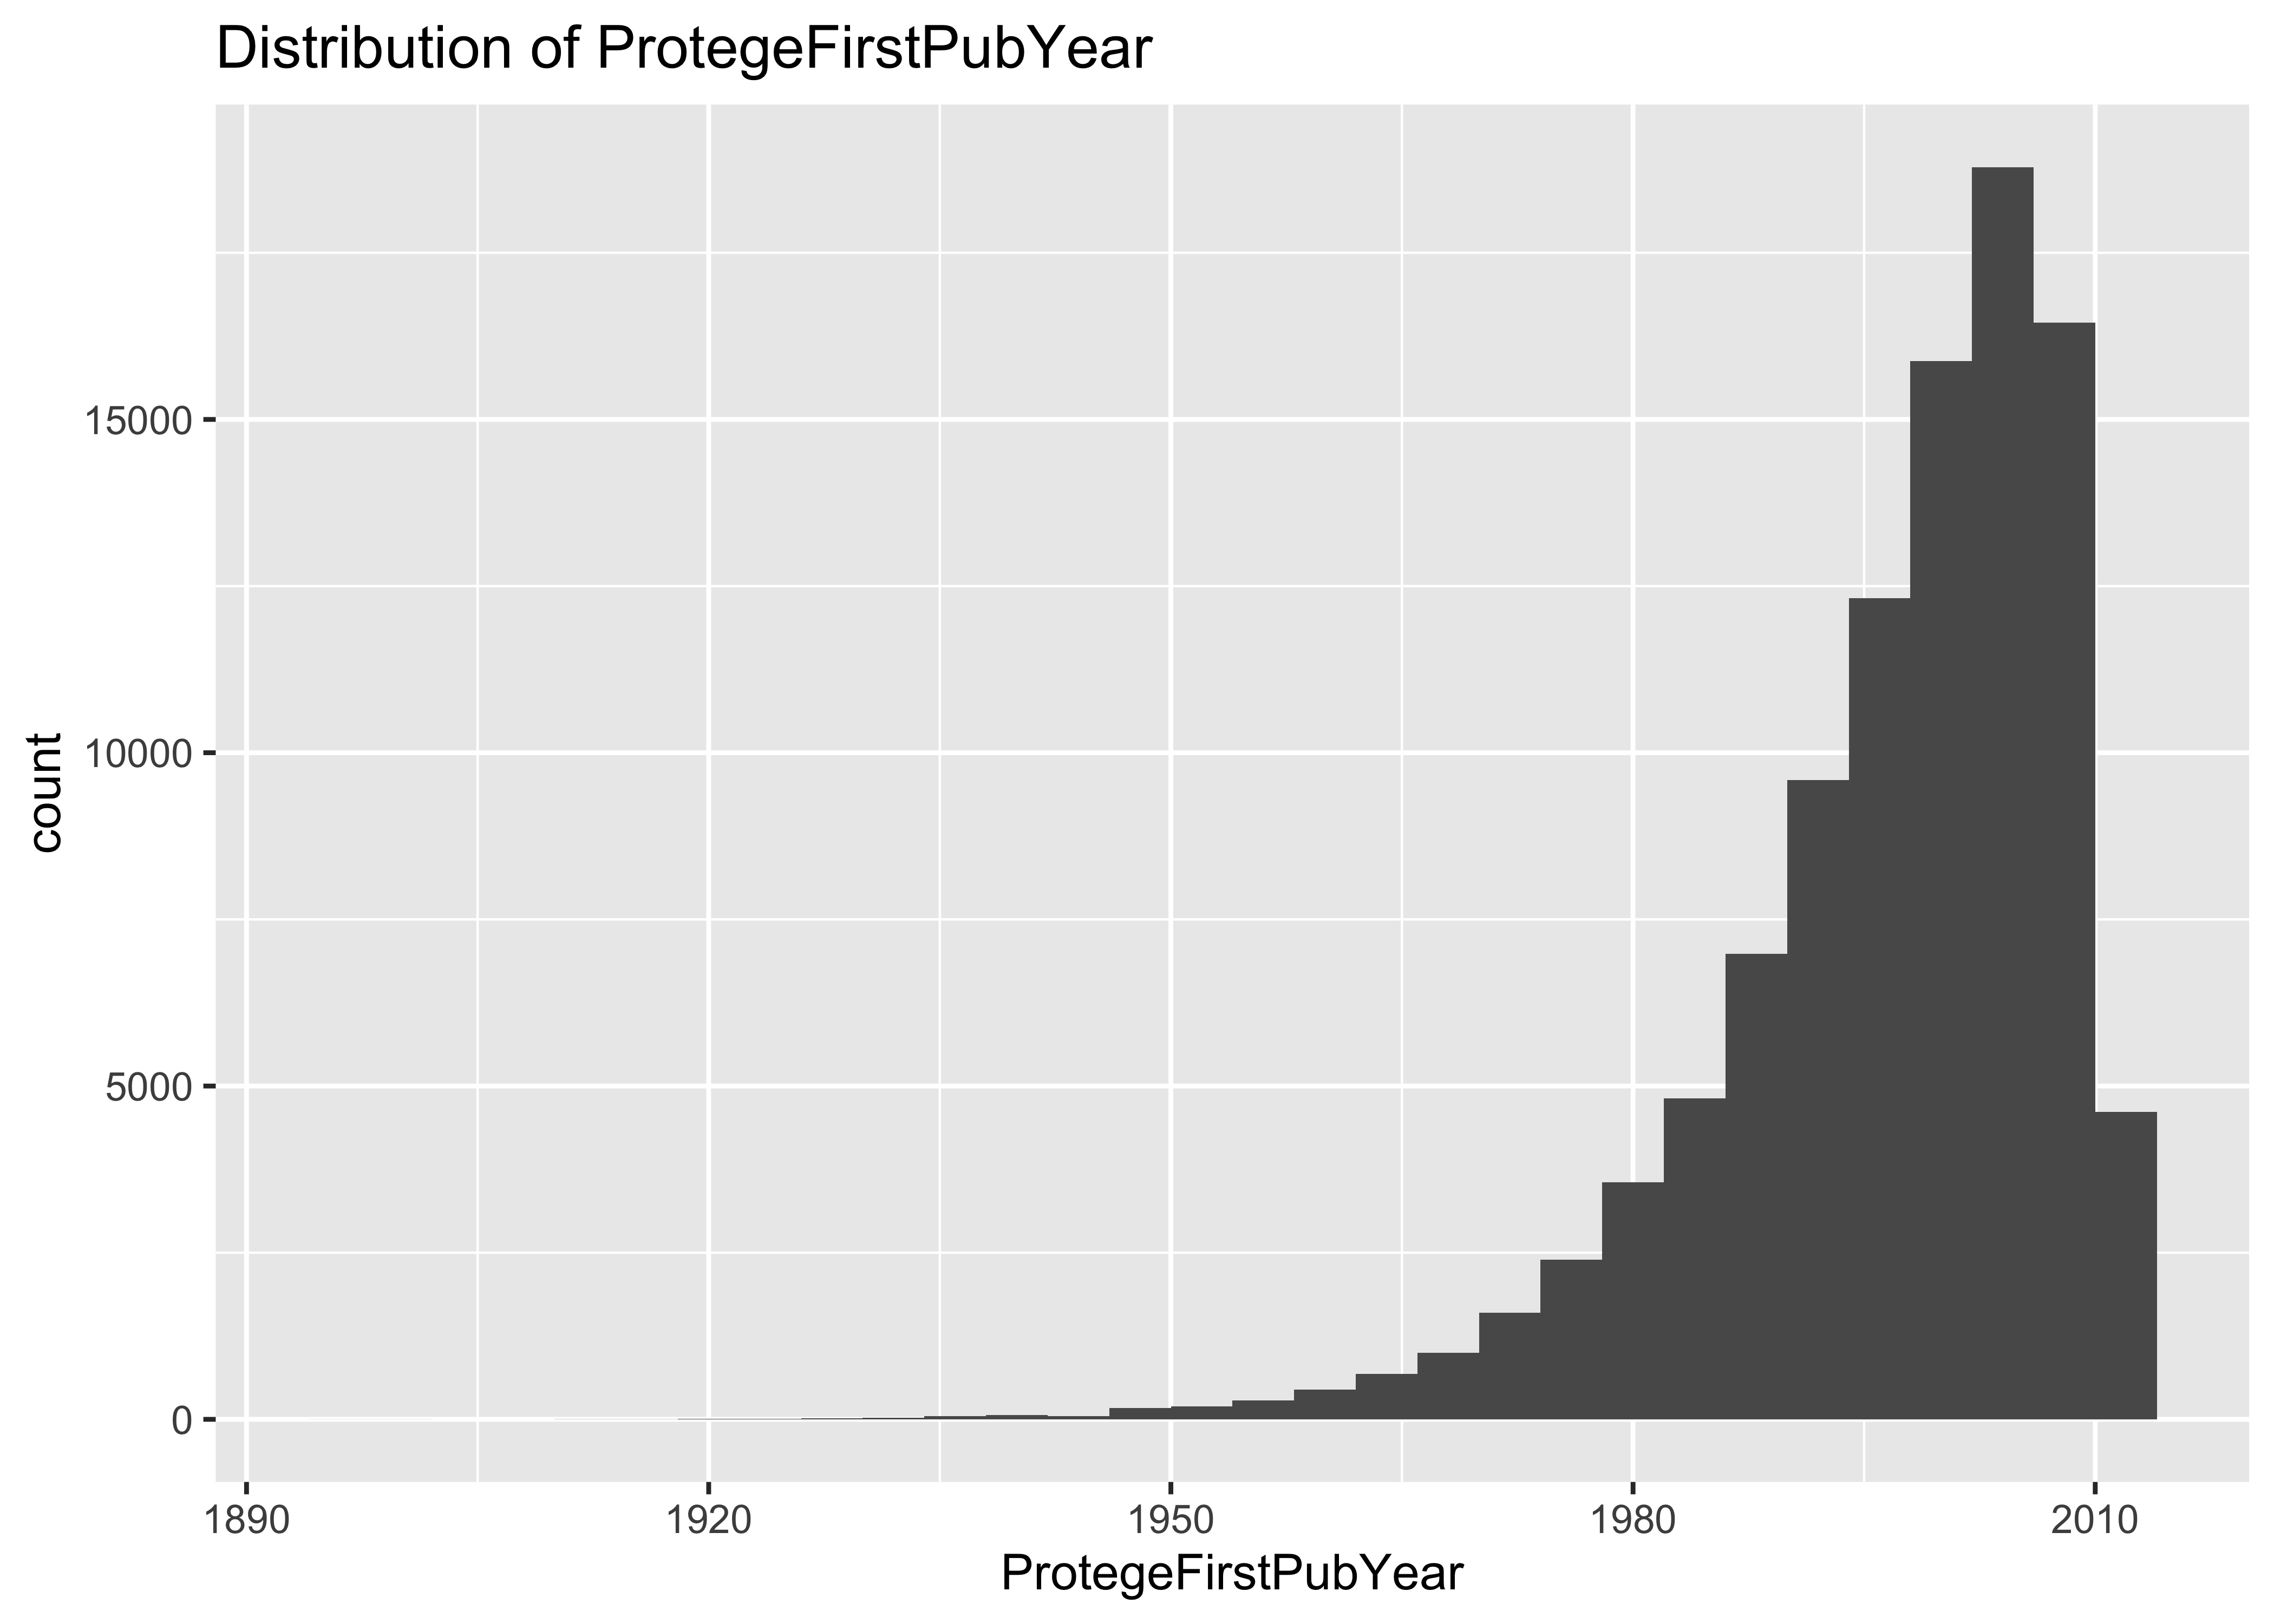 Distribution of ProtegeFirstPubYear
count
15000
10000
5000
0
1890 1920 1950 1980 2010
ProtegeFirstPubYear